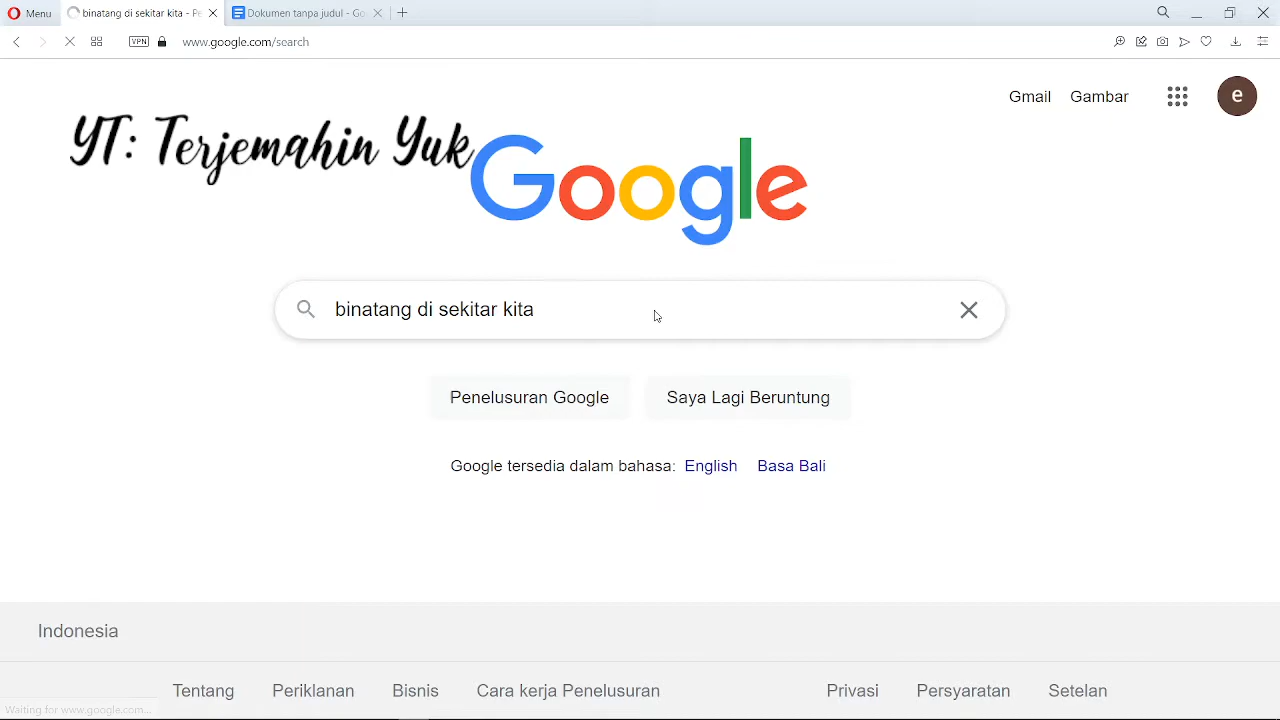 Menu
binatang di sekitar kita - Pe
Dokumen tanpa judul - Go
VPN
www.google.com/search
Gmail
Gambar
e
YT: Terjemahin Yuk
Google
binatang di sekitar kita
Penelusuran Google
Saya Lagi Beruntung
Google tersedia dalam bahasa: English Basa Bali
Indonesia
Tentang Periklanan Bisnis Cara kerja Penelusuran Privasi Persyaratan Setelan
Waiting for www.google.com...